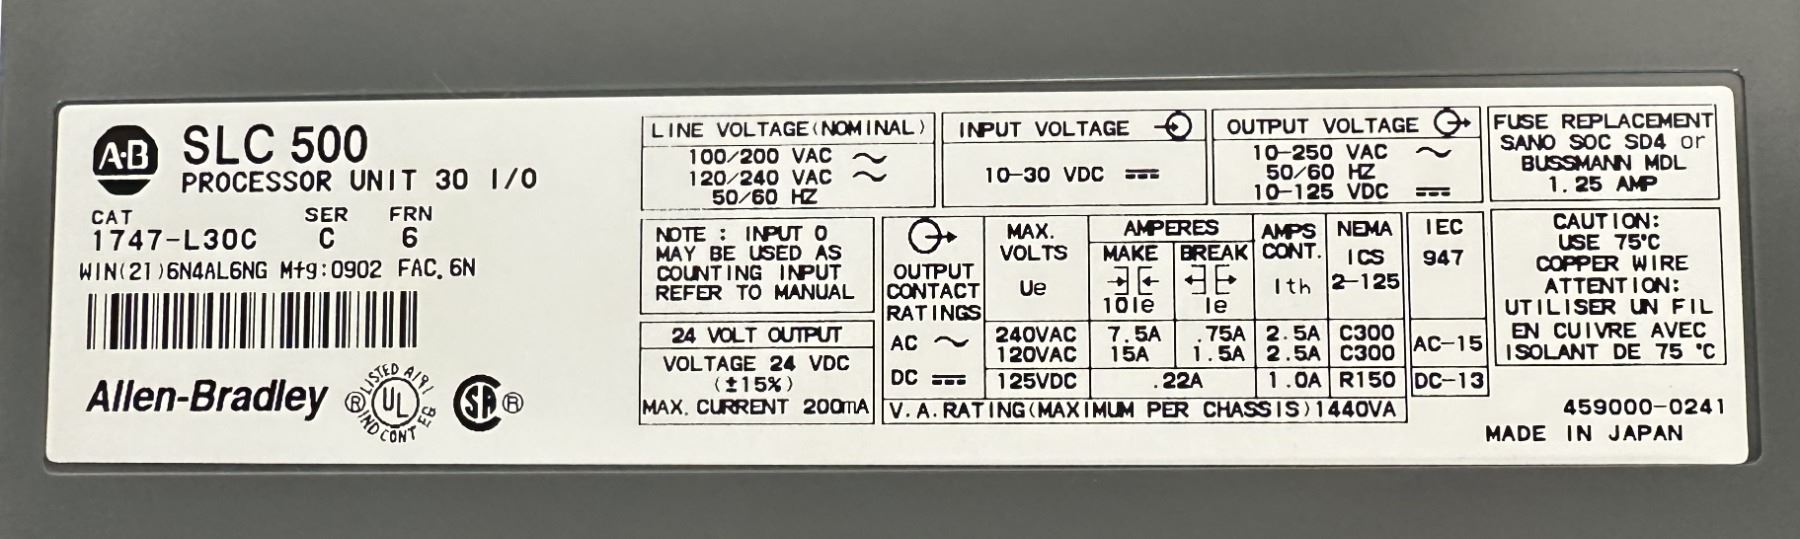 A·B
SLC 500
PROCESSOR UNIT 30 I/O
CAT SER FRN
1747-L30C C 6
WIN(21)6N4AL6NG Mfg:0902 FAC. 6N
Allen-Bradley
® LISTED A191 UL IND CONT EQ
SA ®
LINE VOLTAGE(NOMINAL)
100/200 VAC ~
120/240 VAC ~
50/60 HZ
INPUT VOLTAGE
10-30 VDC
OUTPUT VOLTAGE
10-250 VAC ~
50/60 HZ
10-125 VDC
FUSE REPLACEMENT
SANO SOC SD4 or
BUSSMANN MDL
1.25 AMP
NOTE : INPUT 0
MAY BE USED AS
COUNTING INPUT
REFER TO MANUAL
24 VOLT OUTPUT
VOLTAGE 24 VDC
(±15%)
MAX. CURRENT 200mA
OUTPUT
CONTACT
RATINGS
MAX.
VOLTS
Ue
AMPERES
MAKE
10Ie
BREAK
Ie
AMPS
CONT.
Ith
NEMA
ICS
2-125
IEC
947
AC ~ 240VAC 7.5A .75A 2.5A C300 AC-15
120VAC 15A 1.5A 2.5A C300
DC 125VDC .22A 1.0A R150 DC-13
V.A.RATING(MAXIMUM PER CHASSIS)1440VA
CAUTION:
USE 75°C
COPPER WIRE
ATTENTION:
UTILISER UN FIL
EN CUIVRE AVEC
ISOLANT DE 75 °C
459000-0241
MADE IN JAPAN